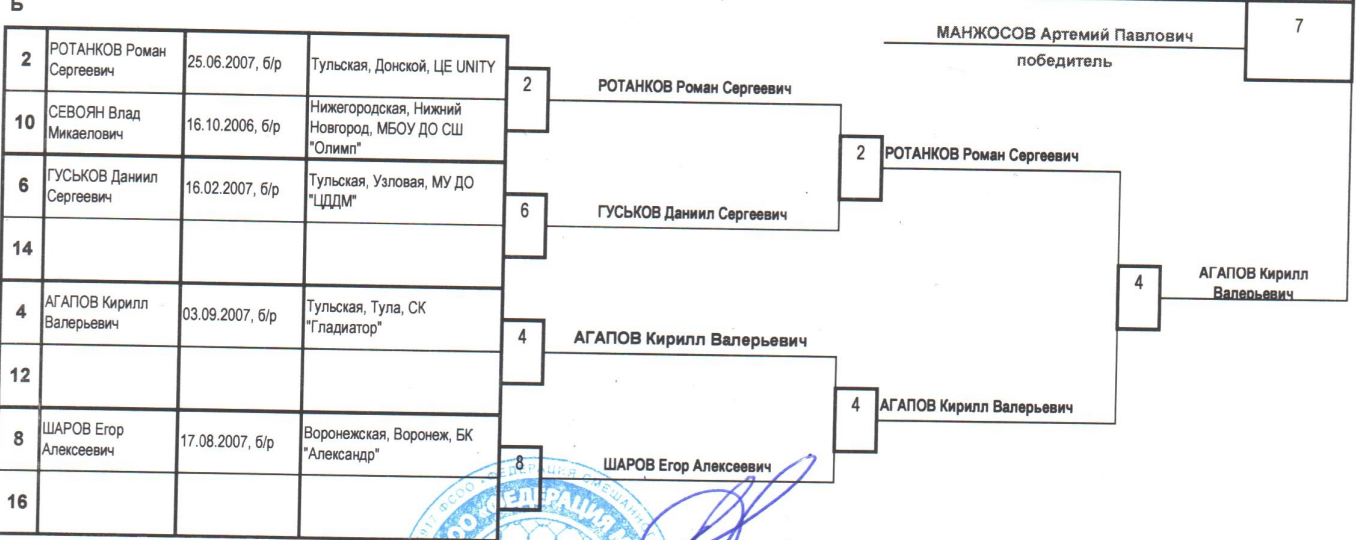 Б
МАНЖОСОВ Артемий Павлович
7
победитель
2
РОТАНКОВ Роман
Сергеевич
25.06.2007, б/р
Тульская, Донской, ЦЕ UNITY
2
РОТАНКОВ Роман Сергеевич
10
СЕВОЯН Влад
Микаелович
16.10.2006, б/р
Нижегородская, Нижний
Новгород, МБОУ ДО СШ
"Олимп"
2
РОТАНКОВ Роман Сергеевич
6
ГУСЬКОВ Даниил
Сергеевич
16.02.2007, б/р
Тульская, Узловая, МУ ДО
"ЦДДМ"
6
ГУСЬКОВ Даниил Сергеевич
14
4
АГАПОВ Кирилл
Валерьевич
4
АГАПОВ Кирилл
Валерьевич
03.09.2007, б/р
Тульская, Тула, СК
"Гладиатор"
4
АГАПОВ Кирилл Валерьевич
12
4
АГАПОВ Кирилл Валерьевич
8
ШАРОВ Егор
Алексеевич
17.08.2007, б/р
Воронежская, Воронеж, БК
"Александр"
8
ШАРОВ Егор Алексеевич
16
ФСОО «ФЕДЕРАЦИЯ